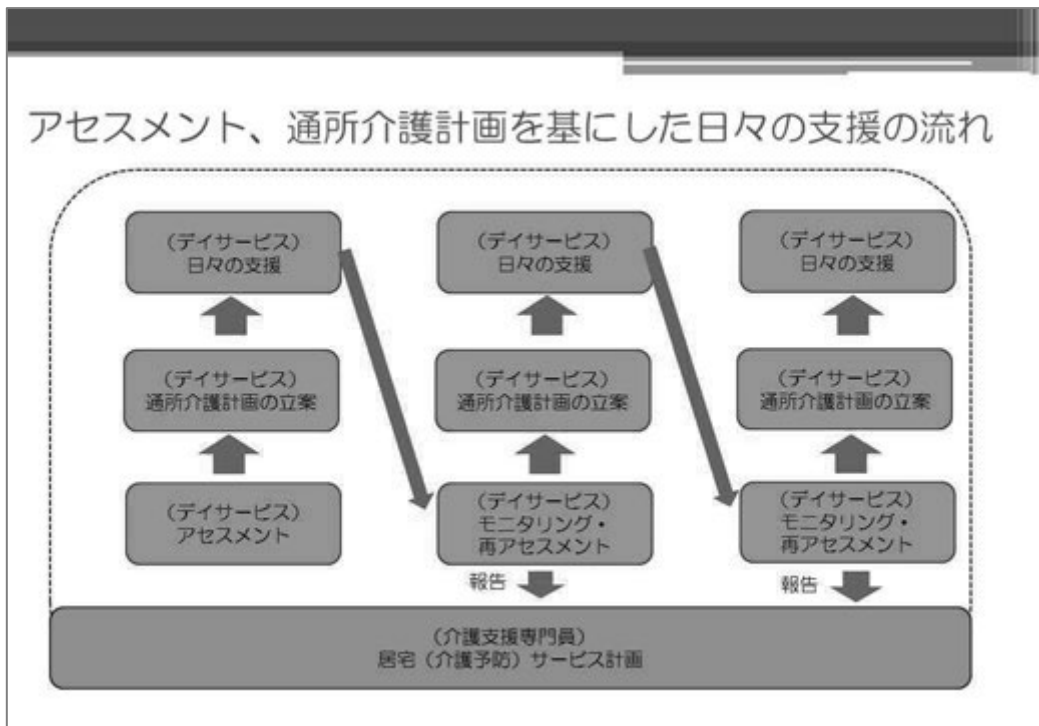 アセスメント、通所介護計画を基にした日々の支援の流れ
(デイサービス)
日々の支援
(デイサービス)
日々の支援
(デイサービス)
日々の支援
(デイサービス)
通所介護計画の立案
(デイサービス)
通所介護計画の立案
(デイサービス)
通所介護計画の立案
(デイサービス)
アセスメント
(デイサービス)
モニタリング・
再アセスメント
(デイサービス)
モニタリング・
再アセスメント
報告
報告
(介護支援専門員)
居宅(介護予防)サービス計画